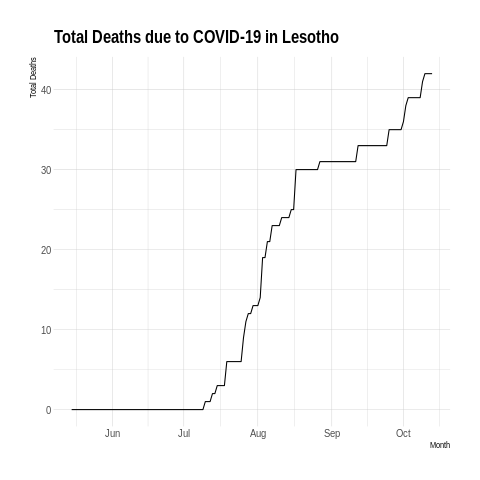 Total Deaths due to COVID-19 in Lesotho
Total Deaths
40
30
20
10
0
Jun Jul Aug Sep Oct
Month